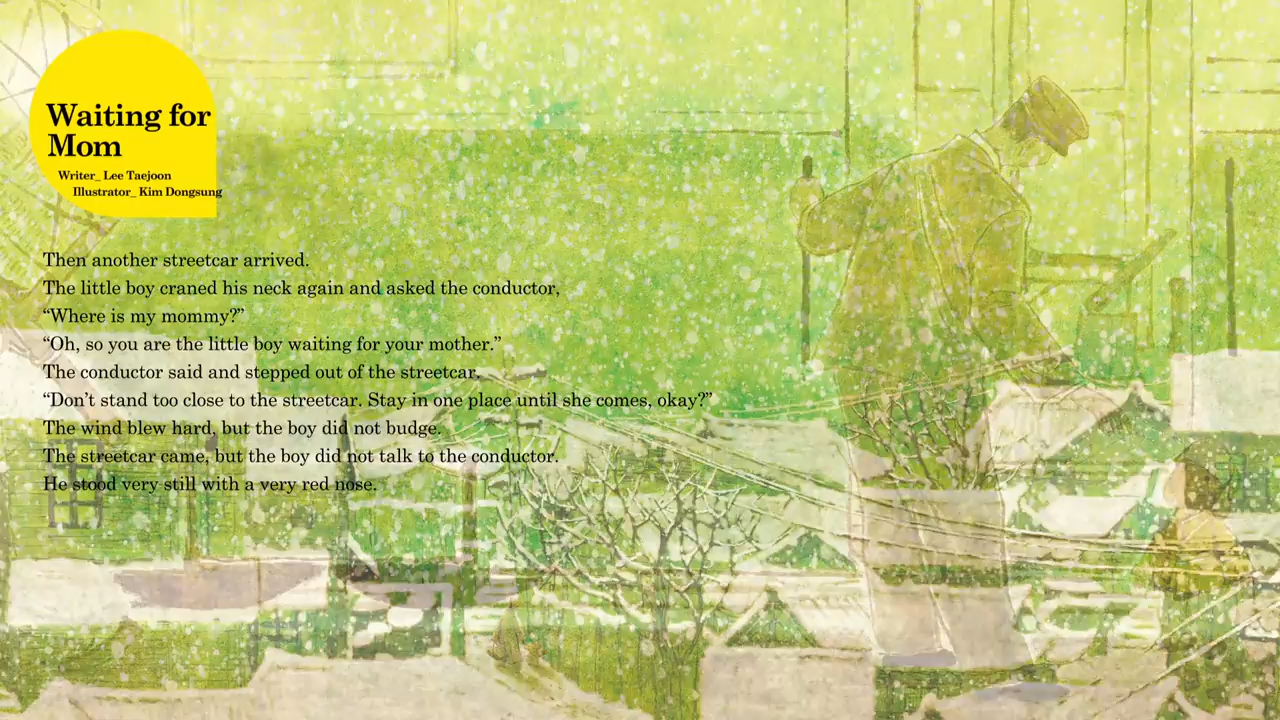 Waiting for
Mom
Writer_ Lee Taejoon
Illustrator_ Kim Dongsung
Then another streetcar arrived.
The little boy craned his neck again and asked the conductor,
“Where is my mommy?”
“Oh, so you are the little boy waiting for your mother.”
The conductor said and stepped out of the streetcar.
“Don’t stand too close to the streetcar. Stay in one place until she comes, okay?”
The wind blew hard, but the boy did not budge.
The streetcar came, but the boy did not talk to the conductor.
He stood very still with a very red nose.